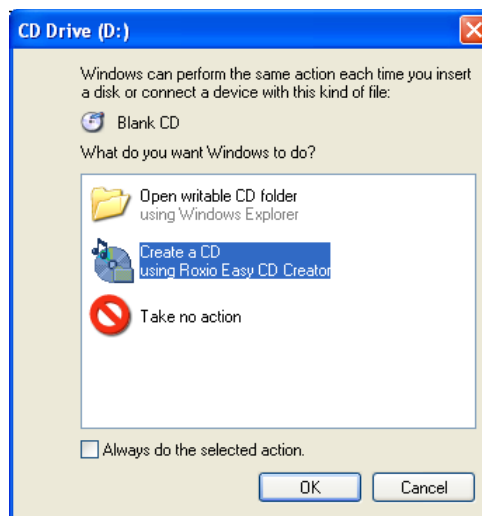 CD Drive (D:)
Windows can perform the same action each time you insert
a disk or connect a device with this kind of file:
Blank CD
What do you want Windows to do?
Open writable CD folder
using Windows Explorer
Create a CD
using Roxio Easy CD Creator
Take no action
Always do the selected action.
OK
Cancel